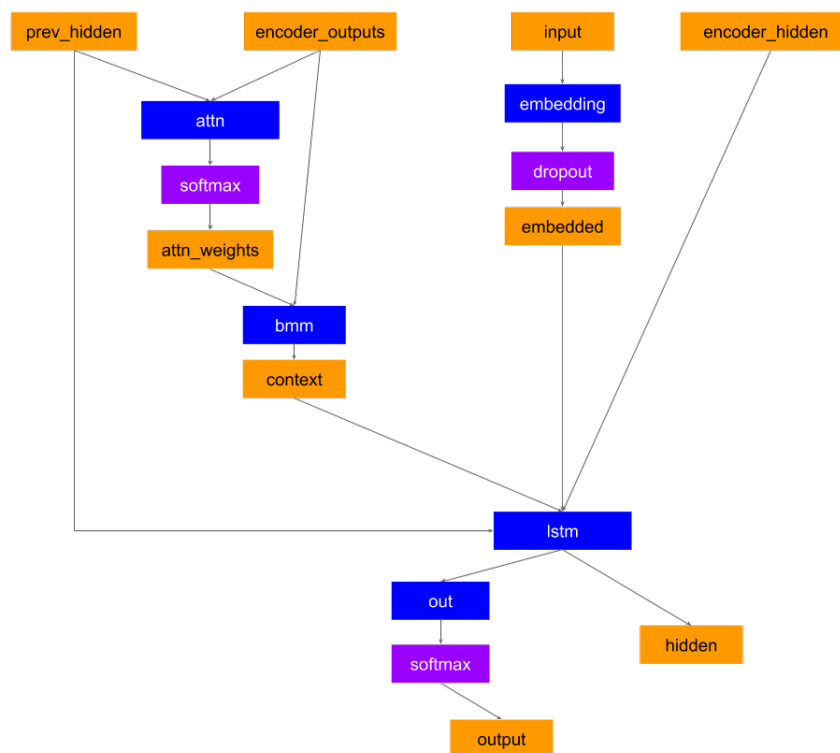 prev_hidden
encoder_outputs
input
encoder_hidden
attn
embedding
softmax
dropout
attn_weights
embedded
bmm
context
lstm
out
hidden
softmax
output